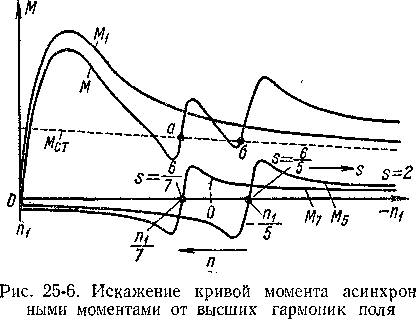 M
M₁
M
Mст
a
б
s=6/7
s=6/5
s
s=2
0
0
n₁
n₁/7
-n₁/5
M₇
M₅
-n₁
n
Рис. 25-6. Искажение кривой момента асинхрон
ными моментами от высших гармоник поля